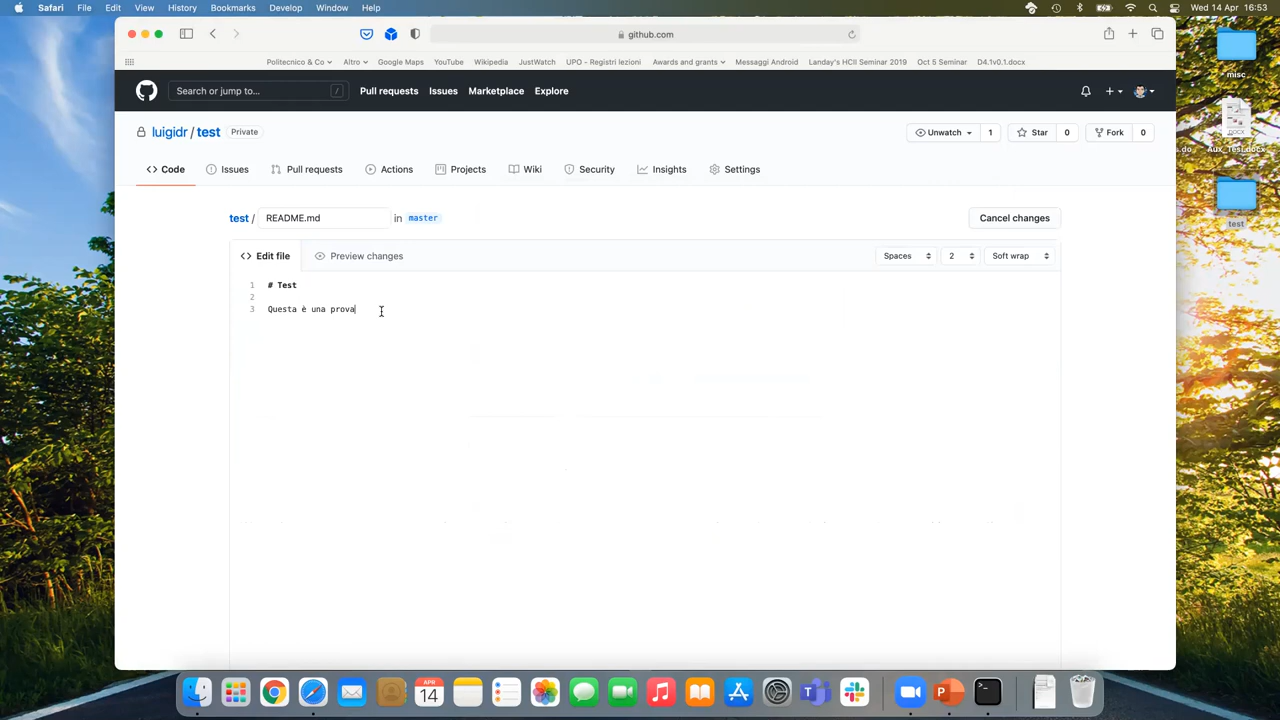 Safari File Edit View History Bookmarks Develop Window Help Wed 14 Apr 16:53
github.com
Politecnico & Co Altro Google Maps YouTube Wikipedia JustWatch UPO - Registri lezioni Awards and grants Messaggi Android Landay's HCII Seminar 2019 Oct 5 Seminar D4.1v0.1.docx
misc
Search or jump to... / Pull requests Issues Marketplace Explore
luigidr / test Private Unwatch 1 Star 0 Fork 0
Aux_Tesi.docx
Code Issues Pull requests Actions Projects Wiki Security Insights Settings
test / README.md in master Cancel changes
test
Edit file Preview changes Spaces 2 Soft wrap
1 # Test
2
3 Questa è una prova
APR
14